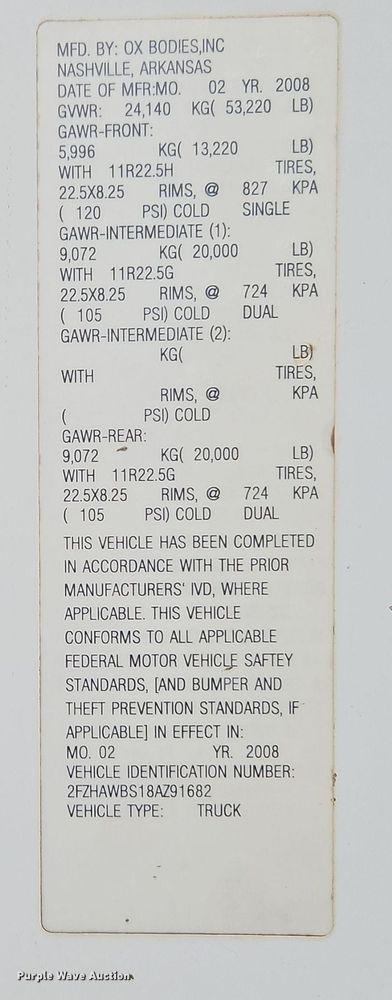 MFD. BY: OX BODIES,INC
NASHVILLE, ARKANSAS
DATE OF MFR:MO. 02 YR. 2008
GVWR: 24,140 KG( 53,220 LB)
GAWR-FRONT:
5,996 KG( 13,220 LB)
WITH 11R22.5H TIRES,
22.5X8.25 RIMS, @ 827 KPA
( 120 PSI) COLD SINGLE
GAWR-INTERMEDIATE (1):
9,072 KG( 20,000 LB)
WITH 11R22.5G TIRES,
22.5X8.25 RIMS, @ 724 KPA
( 105 PSI) COLD DUAL
GAWR-INTERMEDIATE (2):
KG( LB)
WITH TIRES,
RIMS, @ KPA
( PSI) COLD
GAWR-REAR:
9,072 KG( 20,000 LB)
WITH 11R22.5G TIRES,
22.5X8.25 RIMS, @ 724 KPA
( 105 PSI) COLD DUAL
THIS VEHICLE HAS BEEN COMPLETED
IN ACCORDANCE WITH THE PRIOR
MANUFACTURERS' IVD, WHERE
APPLICABLE. THIS VEHICLE
CONFORMS TO ALL APPLICABLE
FEDERAL MOTOR VEHICLE SAFTEY
STANDARDS, [AND BUMPER AND
THEFT PREVENTION STANDARDS, IF
APPLICABLE] IN EFFECT IN:
MO. 02 YR. 2008
VEHICLE IDENTIFICATION NUMBER:
2FZHAWBS18AZ91682
VEHICLE TYPE: TRUCK
Purple Wave Auction